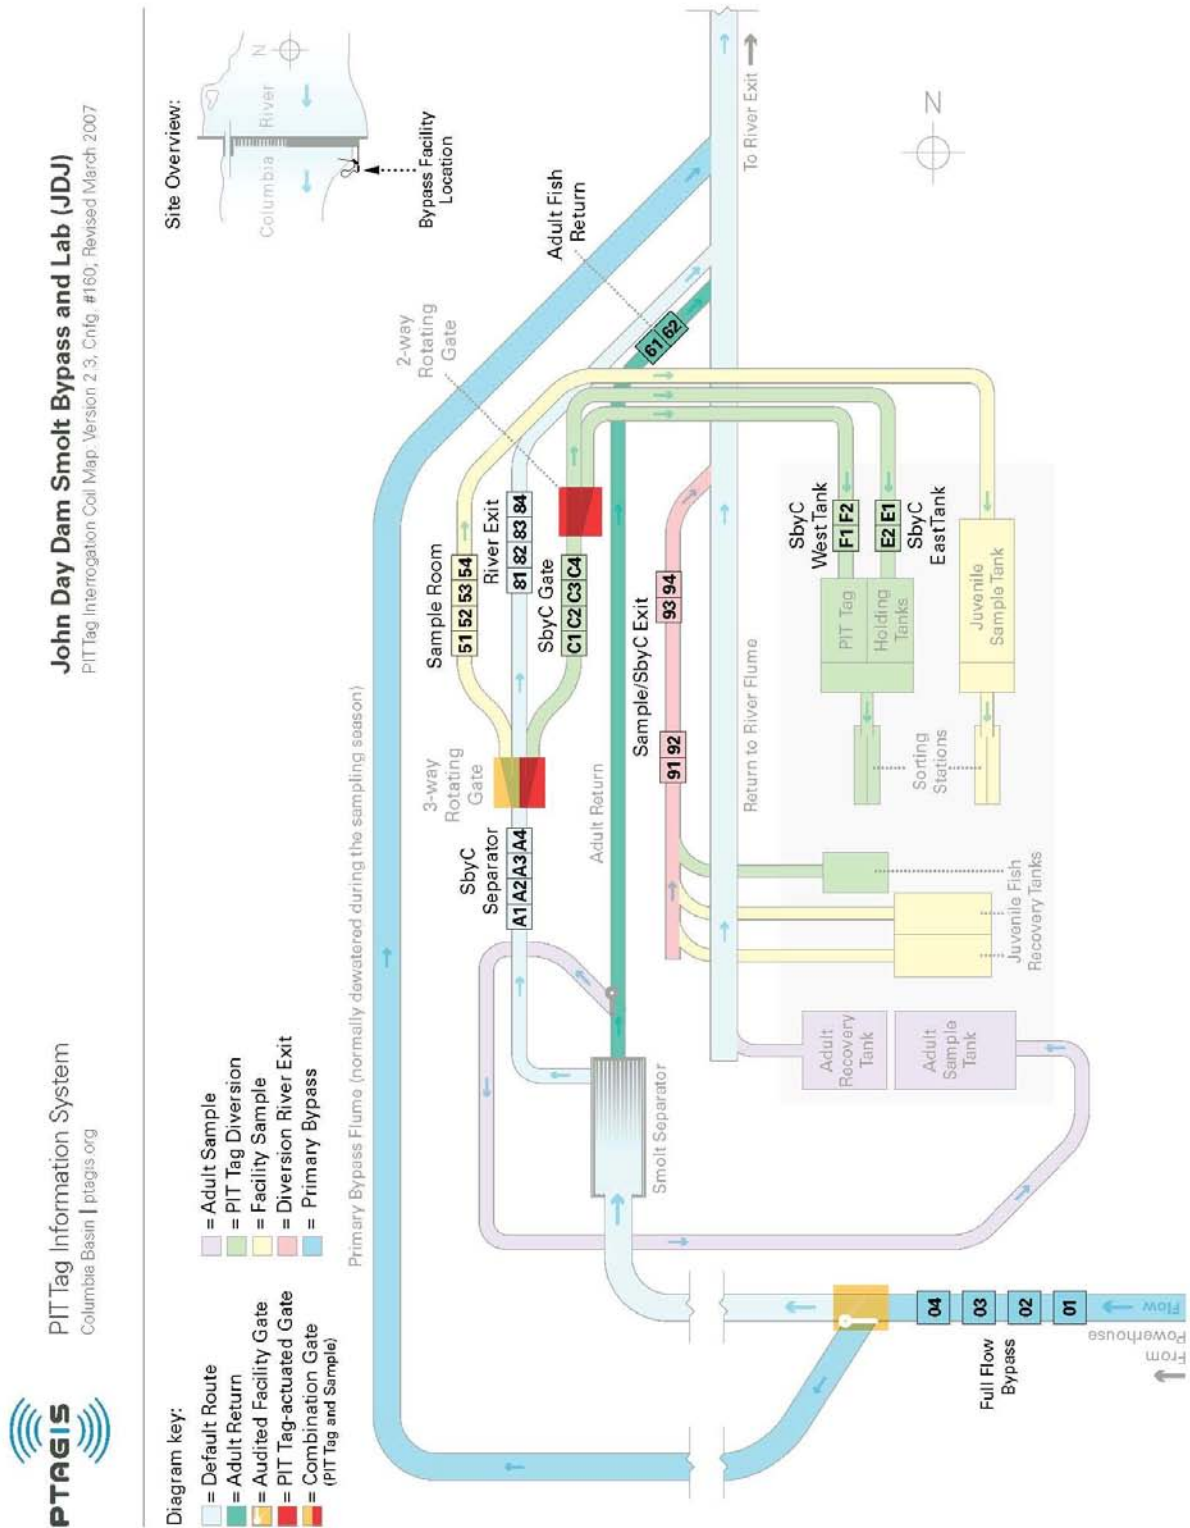 PTAGIS
PIT Tag Information System
Columbia Basin | ptagis.org
John Day Dam Smolt Bypass and Lab (JDJ)
PIT Tag Interrogation Coil Map: Version 2.3, Cnfg. #160; Revised March 2007
Diagram key:
= Default Route
= Adult Return
= Audited Facility Gate
= PIT Tag-actuated Gate
= Combination Gate
(PIT Tag and Sample)
= Adult Sample
= PIT Tag Diversion
= Facility Sample
= Diversion River Exit
= Primary Bypass
Site Overview:
N
Columbia River
Bypass Facility
Location
Primary Bypass Flume (normally dewatered during the sampling season)
3-way
Rotating
Gate
2-way
Rotating
Gate
Sample Room
51 52 53 54
River Exit
81 82 83 84
SbyC
Separator
A1 A2 A3 A4
SbyC Gate
C1 C2 C3 C4
Adult Fish
Return
61 62
Adult Return
Smolt Separator
Sample/SbyC Exit
91 92
93 94
Return to River Flume
To River Exit
N
SbyC
West Tank
F1 F2
E2 E1
SbyC
East Tank
PIT Tag
Holding
Tanks
Juvenile
Sample Tank
Sorting
Stations
Juvenile Fish
Recovery Tanks
Adult
Recovery
Tank
Adult
Sample
Tank
04
03
02
01
Full Flow
Bypass
Flow
From
Powerhouse